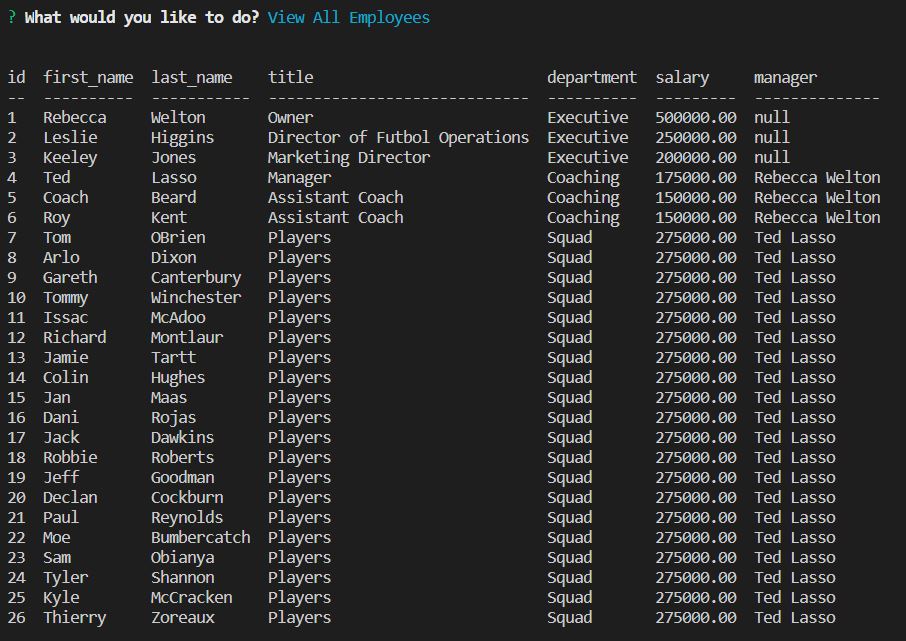 ? What would you like to do? View All Employees
id  first_name  last_name    title                          department  salary     manager
--  ----------  -----------  -----------------------------  ----------  ---------  --------------
1   Rebecca     Welton       Owner                          Executive   500000.00  null
2   Leslie      Higgins      Director of Futbol Operations  Executive   250000.00  null
3   Keeley      Jones        Marketing Director             Executive   200000.00  null
4   Ted         Lasso        Manager                        Coaching    175000.00  Rebecca Welton
5   Coach       Beard        Assistant Coach                Coaching    150000.00  Rebecca Welton
6   Roy         Kent         Assistant Coach                Coaching    150000.00  Rebecca Welton
7   Tom         OBrien       Players                        Squad       275000.00  Ted Lasso
8   Arlo        Dixon        Players                        Squad       275000.00  Ted Lasso
9   Gareth      Canterbury   Players                        Squad       275000.00  Ted Lasso
10  Tommy       Winchester   Players                        Squad       275000.00  Ted Lasso
11  Issac       McAdoo       Players                        Squad       275000.00  Ted Lasso
12  Richard     Montlaur     Players                        Squad       275000.00  Ted Lasso
13  Jamie       Tartt        Players                        Squad       275000.00  Ted Lasso
14  Colin       Hughes       Players                        Squad       275000.00  Ted Lasso
15  Jan         Maas         Players                        Squad       275000.00  Ted Lasso
16  Dani        Rojas        Players                        Squad       275000.00  Ted Lasso
17  Jack        Dawkins      Players                        Squad       275000.00  Ted Lasso
18  Robbie      Roberts      Players                        Squad       275000.00  Ted Lasso
19  Jeff        Goodman      Players                        Squad       275000.00  Ted Lasso
20  Declan      Cockburn     Players                        Squad       275000.00  Ted Lasso
21  Paul        Reynolds     Players                        Squad       275000.00  Ted Lasso
22  Moe         Bumbercatch  Players                        Squad       275000.00  Ted Lasso
23  Sam         Obianya      Players                        Squad       275000.00  Ted Lasso
24  Tyler       Shannon      Players                        Squad       275000.00  Ted Lasso
25  Kyle        McCracken    Players                        Squad       275000.00  Ted Lasso
26  Thierry     Zoreaux      Players                        Squad       275000.00  Ted Lasso